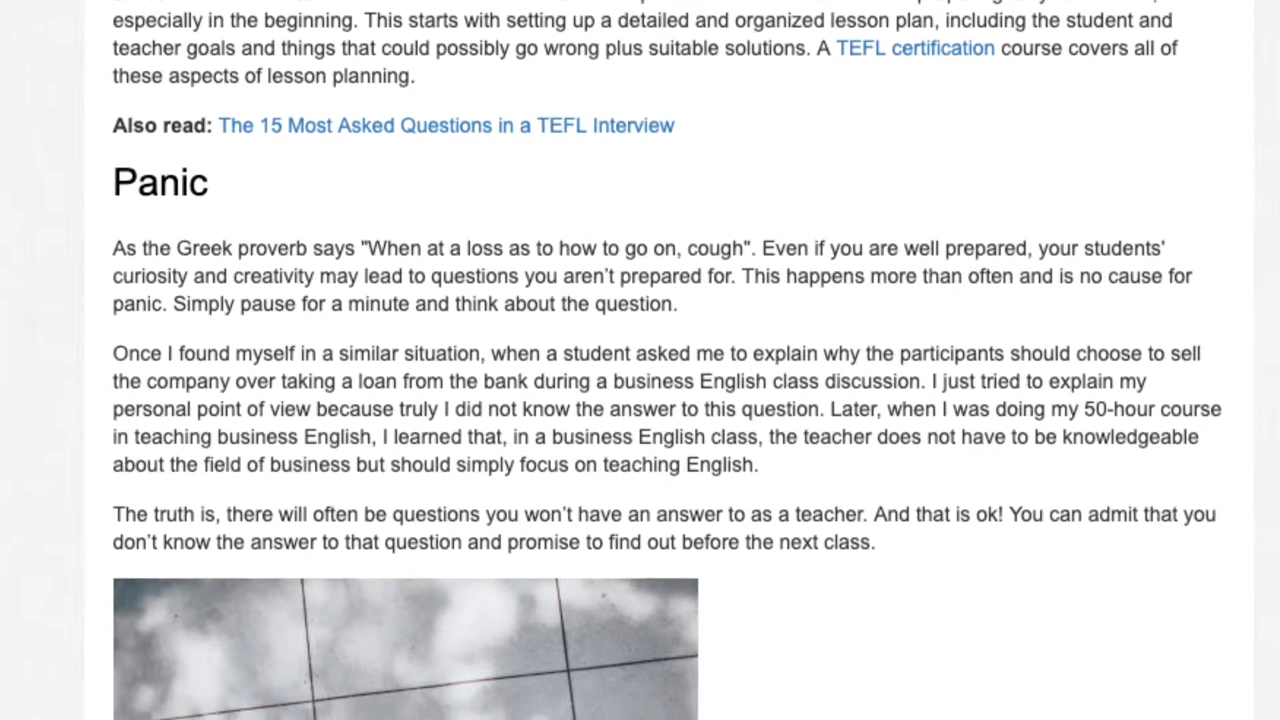 especially in the beginning. This starts with setting up a detailed and organized lesson plan, including the student and
teacher goals and things that could possibly go wrong plus suitable solutions. A TEFL certification course covers all of
these aspects of lesson planning.
Also read: The 15 Most Asked Questions in a TEFL Interview
Panic
As the Greek proverb says "When at a loss as to how to go on, cough". Even if you are well prepared, your students'
curiosity and creativity may lead to questions you aren’t prepared for. This happens more than often and is no cause for
panic. Simply pause for a minute and think about the question.
Once I found myself in a similar situation, when a student asked me to explain why the participants should choose to sell
the company over taking a loan from the bank during a business English class discussion. I just tried to explain my
personal point of view because truly I did not know the answer to this question. Later, when I was doing my 50-hour course
in teaching business English, I learned that, in a business English class, the teacher does not have to be knowledgeable
about the field of business but should simply focus on teaching English.
The truth is, there will often be questions you won’t have an answer to as a teacher. And that is ok! You can admit that you
don’t know the answer to that question and promise to find out before the next class.